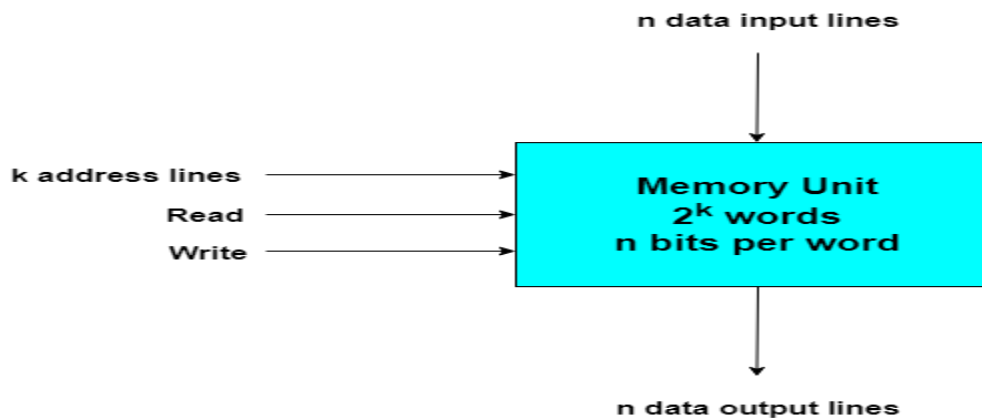 n data input lines
k address lines
Read
Write
Memory Unit
2ᵏ words
n bits per word
n data output lines